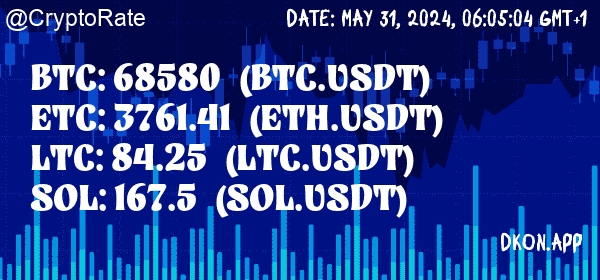 @CryptoRate
DATE: MAY 31, 2024, 06:05:04 GMT+1
BTC: 68580 (BTC.USDT)
ETC: 3761.41 (ETH.USDT)
LTC: 84.25 (LTC.USDT)
SOL: 167.5 (SOL.USDT)
DKON.APP